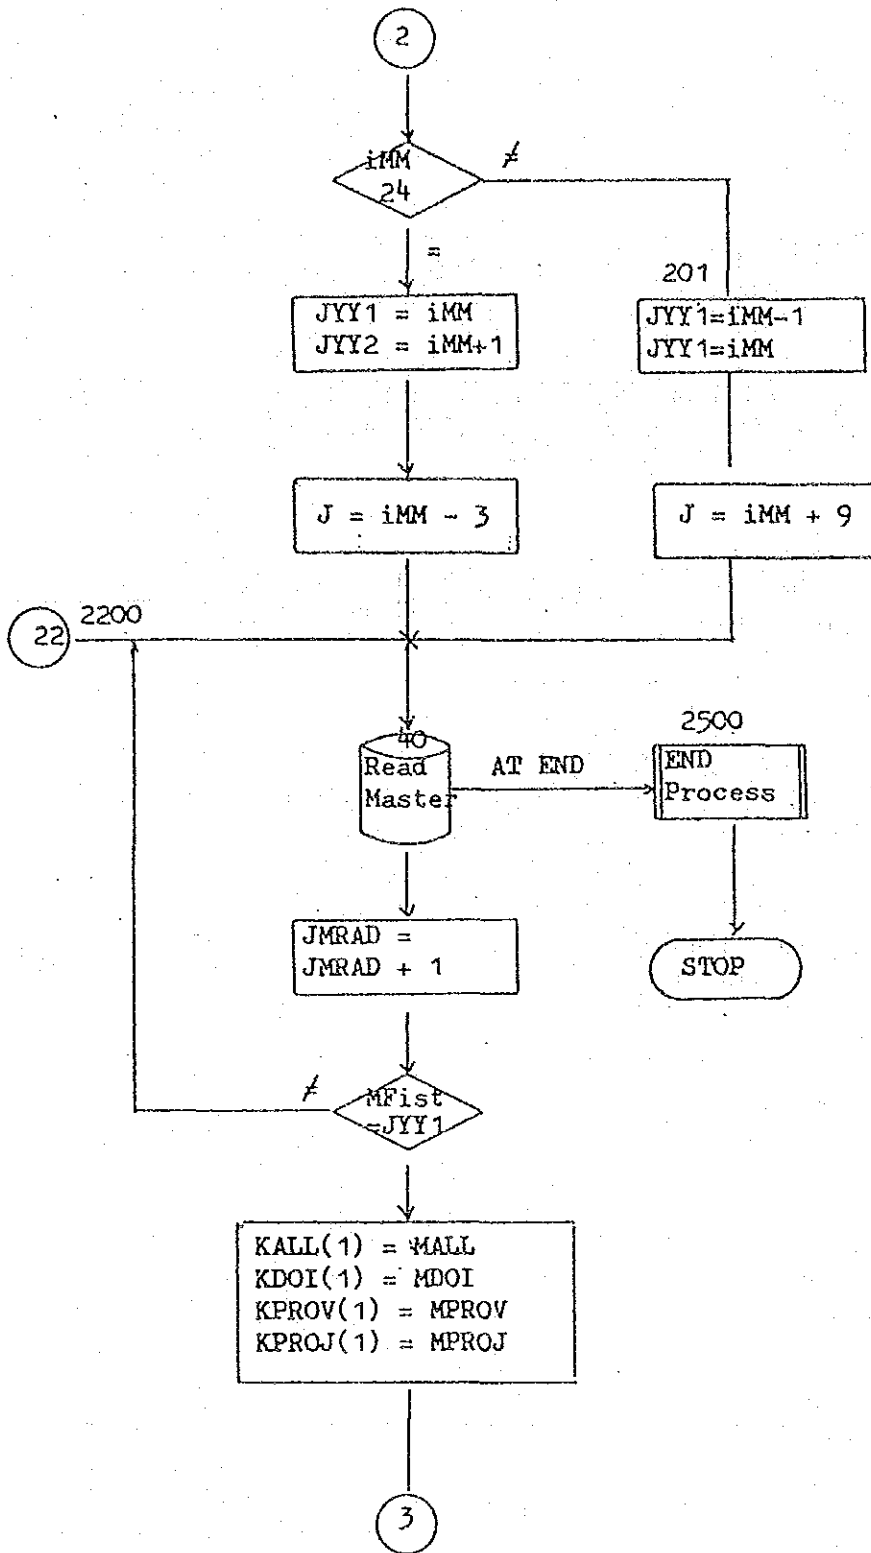 2
iMM
24
≠
=
201
JYY1 = iMM
JYY2 = iMM+1
JYY1=iMM-1
JYY1=iMM
J = iMM - 3
J = iMM + 9
22
2200
40
Read
Master
AT END
2500
END
Process
JMRAD =
JMRAD + 1
STOP
≠
MFist
=JYY1
KALL(1) = MALL
KDOI(1) = MDOI
KPROV(1) = MPROV
KPROJ(1) = MPROJ
3